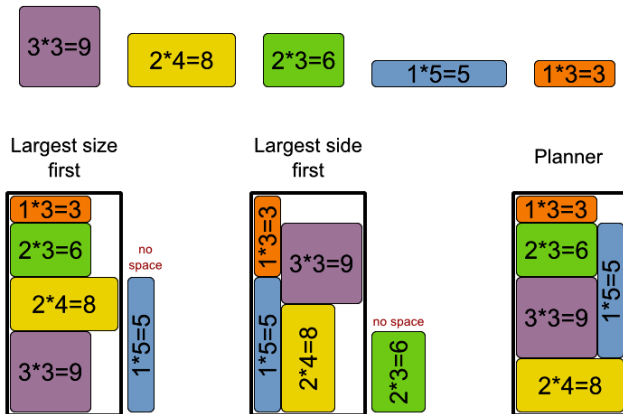 3*3=9
2*4=8
2*3=6
1*5=5
1*3=3
Largest size
first
1*3=3
2*3=6
2*4=8
3*3=9
no
space
1*5=5
Largest side
first
1*3=3
3*3=9
1*5=5
2*4=8
no space
2*3=6
Planner
1*3=3
2*3=6
1*5=5
3*3=9
2*4=8